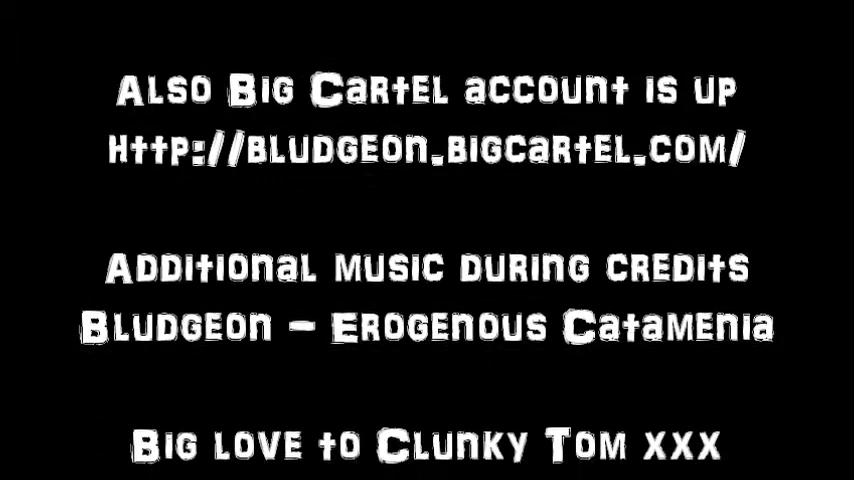 Also Big Cartel account is up
http://bludgeon.bigcartel.com/
Additional music during credits
Bludgeon - Erogenous Catamenia
Big love to Clunky Tom xxx